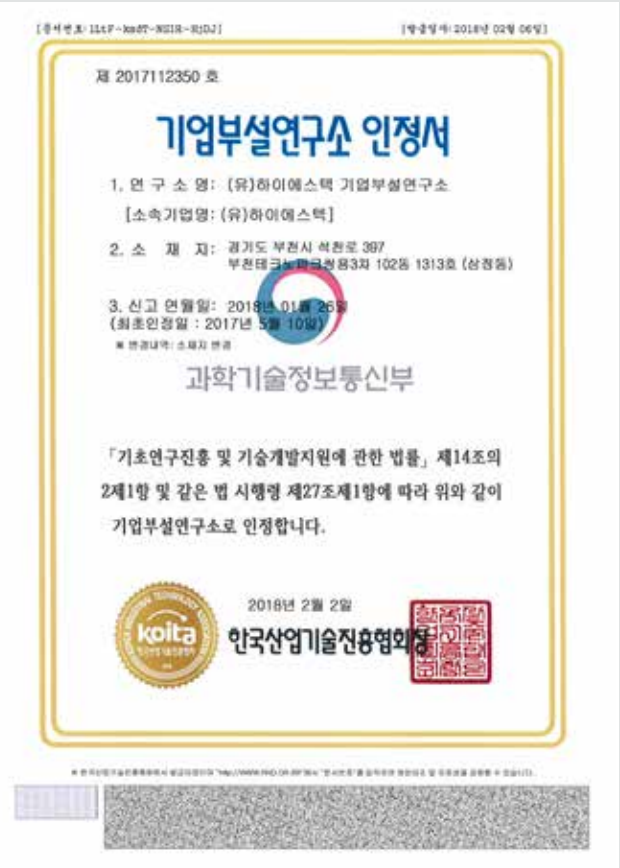 제 2017112350 호
기업부설연구소 인정서
1. 연 구 소 명: (유)하이에스텍 기업부설연구소
[소속기업명: (유)하이에스텍]
2. 소 재 지: 경기도 부천시 석천로 397
부천테크노파크쌍용3차 102동 1313호 (삼정동)
3. 신고 연월일: 2018년 01월 26일
(최초인정일 : 2017년 5월 10일)
※ 변경내역: 소재지 변경
과학기술정보통신부
「기초연구진흥 및 기술개발지원에 관한 법률」 제14조의
2제1항 및 같은 법 시행령 제27조제1항에 따라 위와 같이
기업부설연구소로 인정합니다.
2018년 2월 2일
koita
한국산업기술진흥협회장